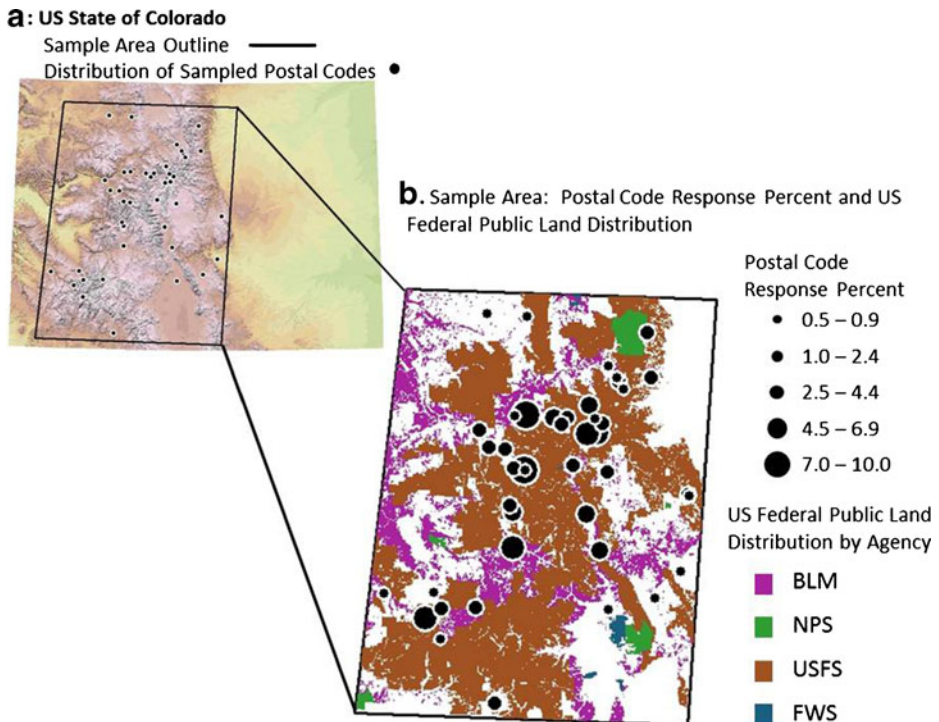 a: US State of Colorado
Sample Area Outline
Distribution of Sampled Postal Codes
b. Sample Area: Postal Code Response Percent and US
Federal Public Land Distribution
Postal Code
Response Percent
0.5 – 0.9
1.0 – 2.4
2.5 – 4.4
4.5 – 6.9
7.0 – 10.0
US Federal Public Land
Distribution by Agency
BLM
NPS
USFS
FWS